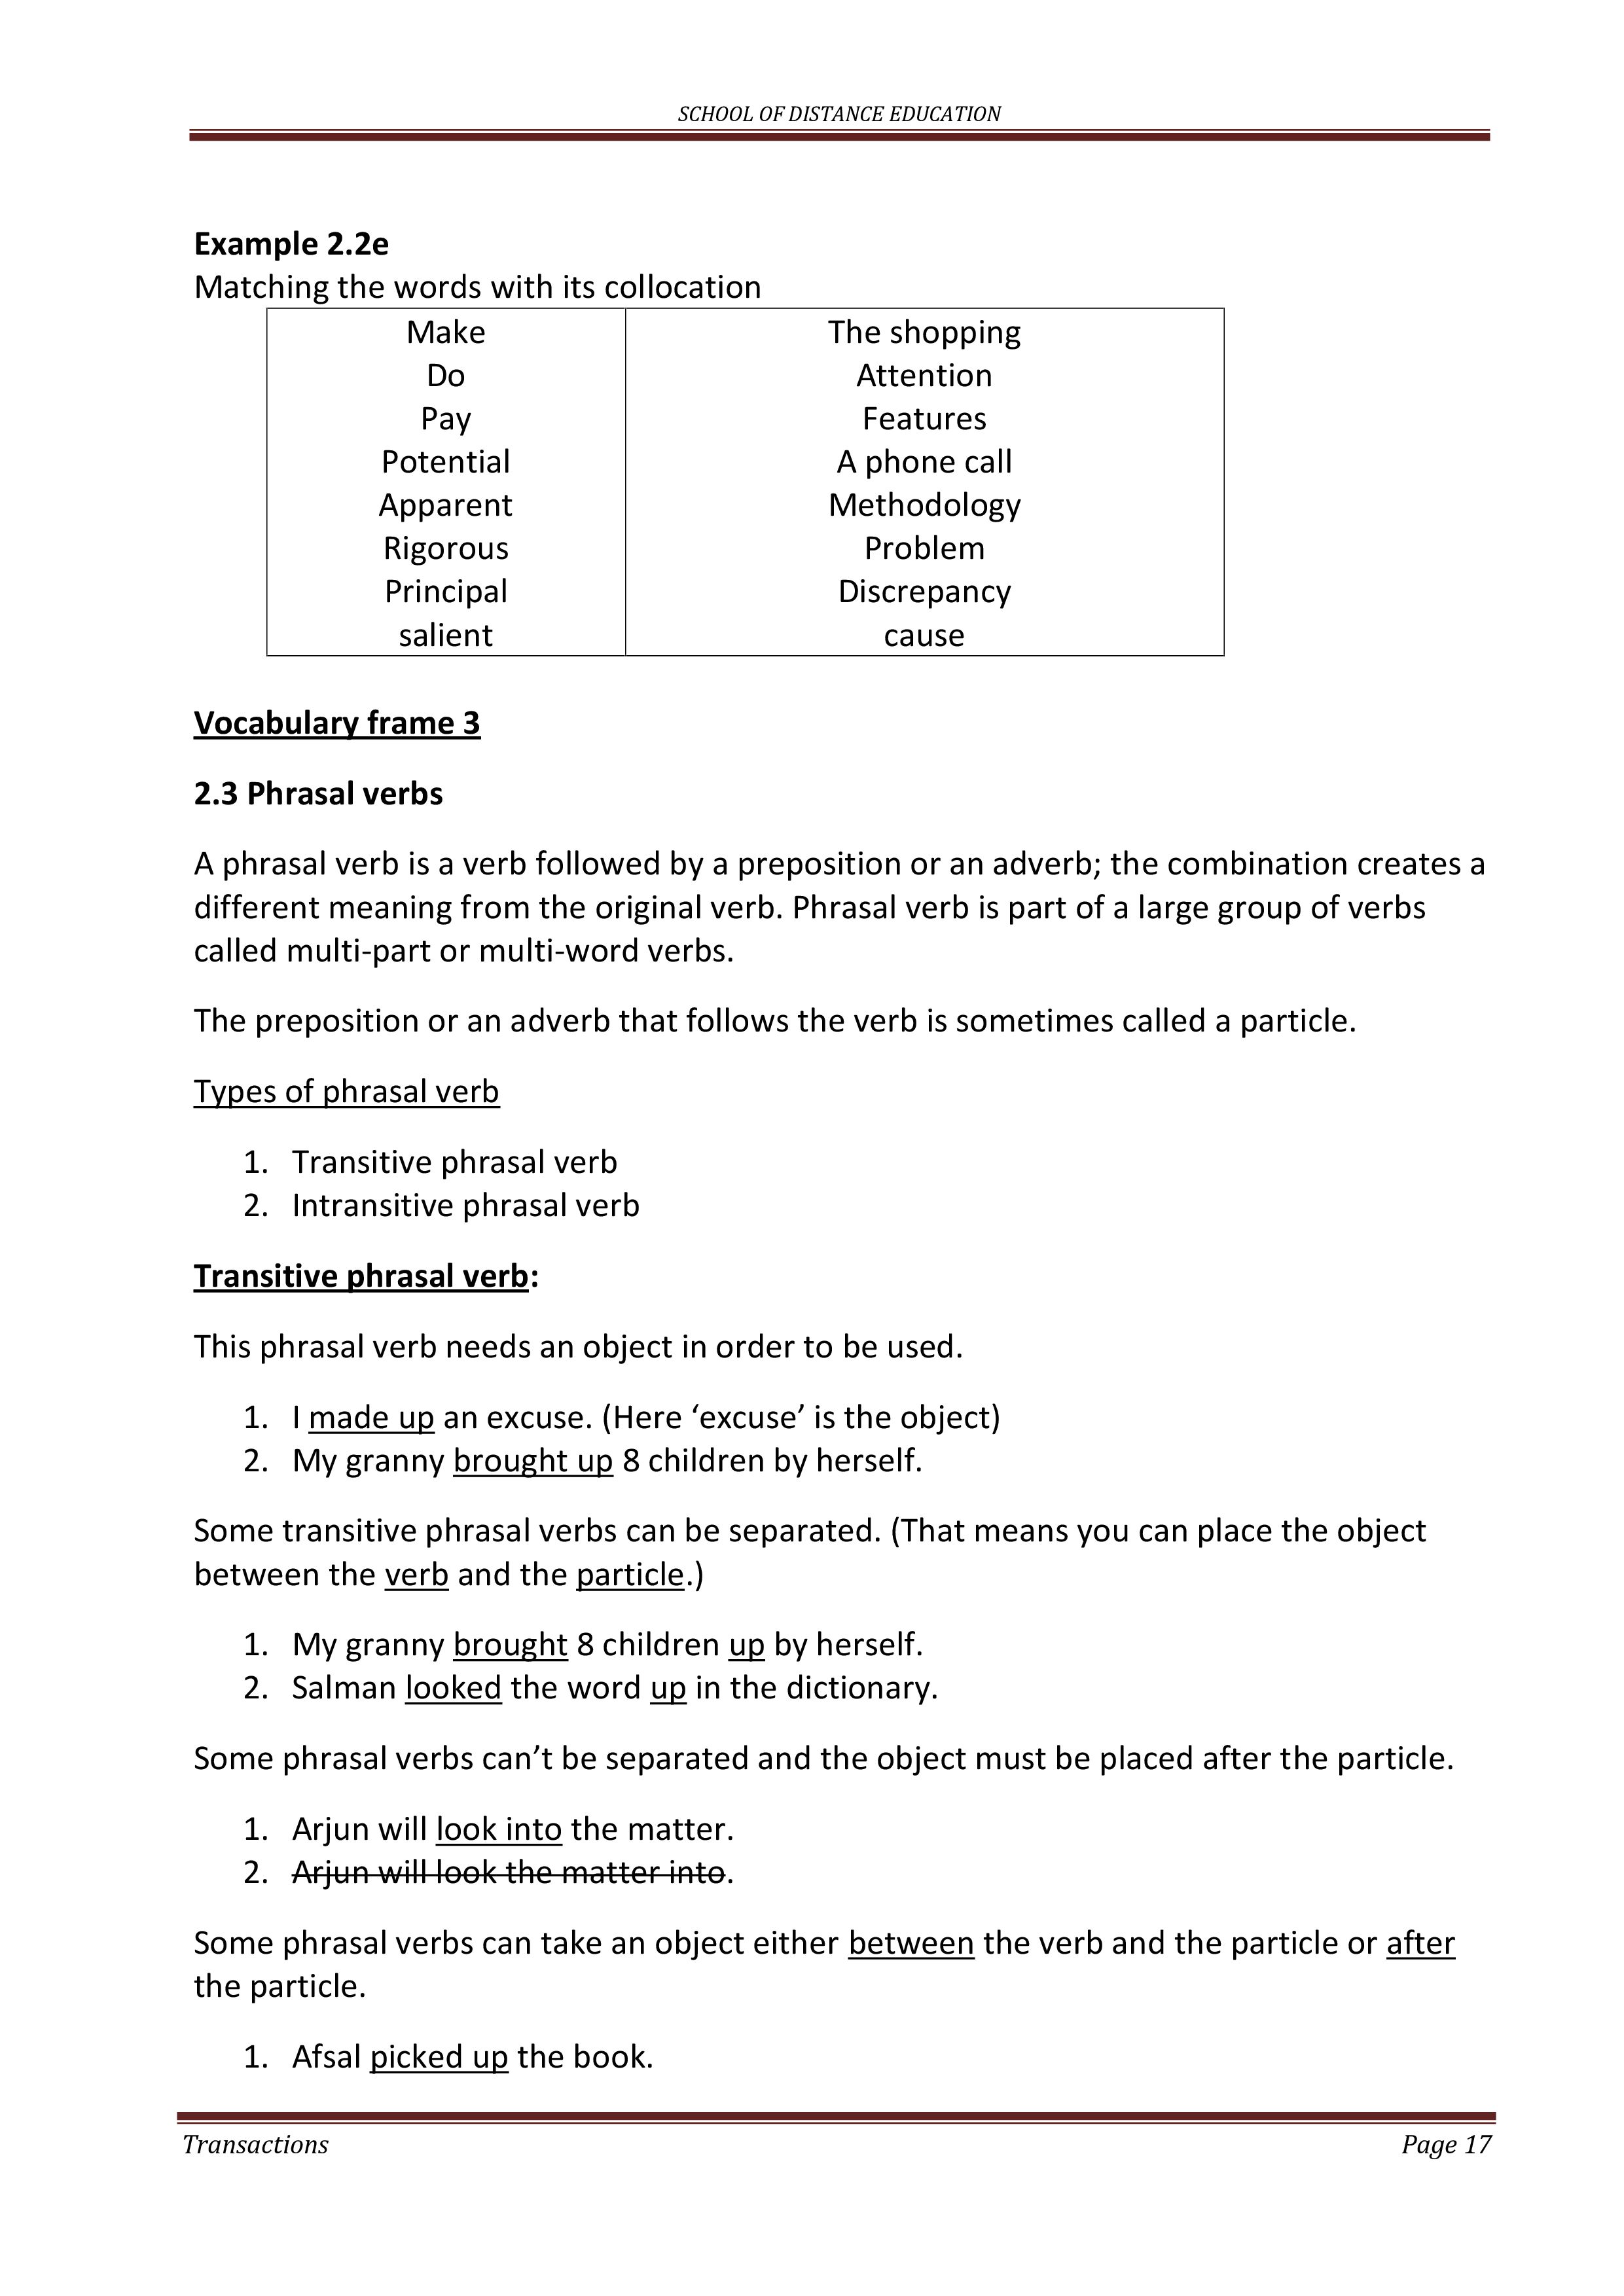 SCHOOL OF DISTANCE EDUCATION
Example 2.2e
Matching the words with its collocation
Make The shopping
Do Attention
Pay Features
Potential A phone call
Apparent Methodology
Rigorous Problem
Principal Discrepancy
salient cause
Vocabulary frame 3
2.3 Phrasal verbs
A phrasal verb is a verb followed by a preposition or an adverb; the combination creates a
different meaning from the original verb. Phrasal verb is part of a large group of verbs
called multi-part or multi-word verbs.
The preposition or an adverb that follows the verb is sometimes called a particle.
Types of phrasal verb
1. Transitive phrasal verb
2. Intransitive phrasal verb
Transitive phrasal verb:
This phrasal verb needs an object in order to be used.
1. I made up an excuse. (Here ‘excuse’ is the object)
2. My granny brought up 8 children by herself.
Some transitive phrasal verbs can be separated. (That means you can place the object
between the verb and the particle.)
1. My granny brought 8 children up by herself.
2. Salman looked the word up in the dictionary.
Some phrasal verbs can’t be separated and the object must be placed after the particle.
1. Arjun will look into the matter.
2. Arjun will look the matter into.
Some phrasal verbs can take an object either between the verb and the particle or after
the particle.
1. Afsal picked up the book.
Transactions Page 17